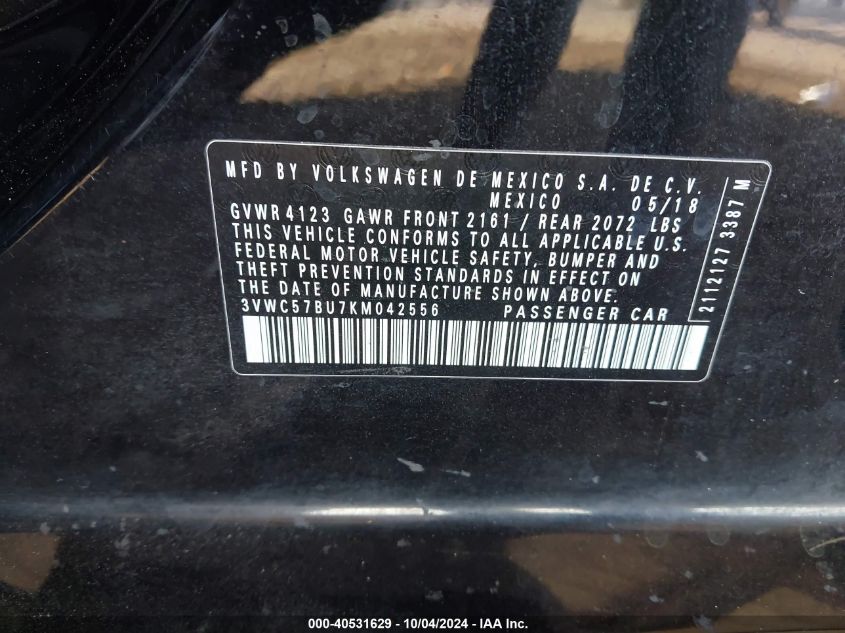 MFD BY VOLKSWAGEN DE MEXICO S.A. DE C.V.
MEXICO 05/18
GVWR 4123 GAWR FRONT 2161 / REAR 2072 LBS
THIS VEHICLE CONFORMS TO ALL APPLICABLE U.S.
FEDERAL MOTOR VEHICLE SAFETY, BUMPER AND
THEFT PREVENTION STANDARDS IN EFFECT ON
THE DATE OF MANUFACTURE SHOWN ABOVE.
3VWC57BU7KM042556 PASSENGER CAR
2112127 3387 M
000-40531629 - 10/04/2024 - IAA Inc.